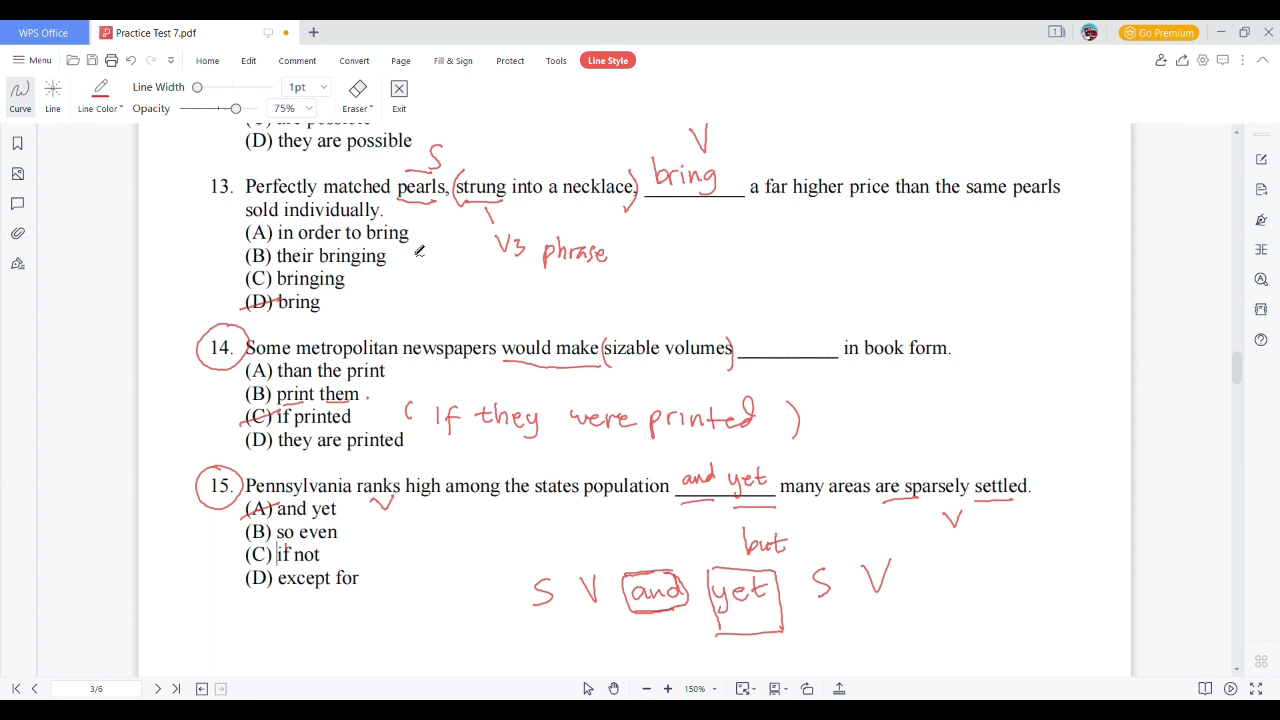 WPS Office
Practice Test 7.pdf
1
Go Premium
Menu
Home
Edit
Comment
Convert
Page
Fill & Sign
Protect
Tools
Line Style
Curve
Line
Line Color
Line Width
1pt
Opacity
75%
Eraser
Exit
(D) they are possible
S
V
13. Perfectly matched pearls, (strung into a necklace,) bring a far higher price than the same pearls
sold individually.
V3 phrase
(A) in order to bring
(B) their bringing
(C) bringing
(D) bring
14. Some metropolitan newspapers would make (sizable volumes) __________ in book form.
(A) than the print
(B) print them.
(C) if printed
( If they were printed )
(D) they are printed
15. Pennsylvania ranks high among the states population and yet many areas are sparsely settled.
V
V
(A) and yet
(B) so even
but
(C) if not
(D) except for
S V and yet S V
3/6
150%